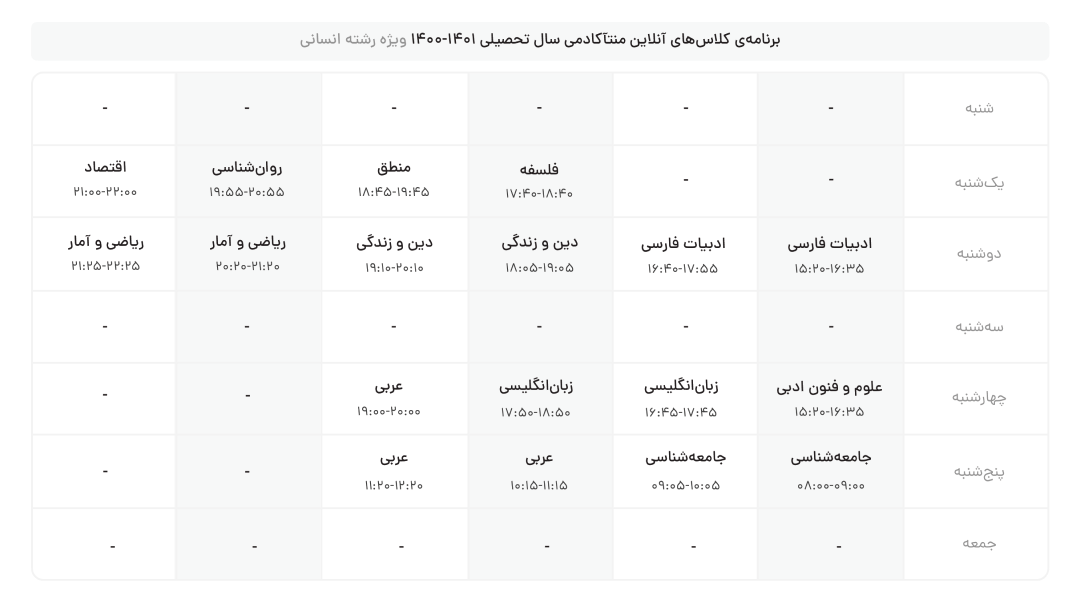 برنامه‌ی کلاس‌های آنلاین منتاآکادمی سال تحصیلی ۱۴۰۱-۱۴۰۰ ویژه رشته انسانی
شنبه - - - - - -
یک‌شنبه - - فلسفه منطق روان‌شناسی اقتصاد
۱۷:۴۰-۱۸:۴۰ ۱۸:۴۵-۱۹:۴۵ ۱۹:۵۵-۲۰:۵۵ ۲۱:۰۰-۲۲:۰۰
دوشنبه ادبیات فارسی ادبیات فارسی دین و زندگی دین و زندگی ریاضی و آمار ریاضی و آمار
۱۵:۲۰-۱۶:۳۵ ۱۶:۴۰-۱۷:۵۵ ۱۸:۰۵-۱۹:۰۵ ۱۹:۱۰-۲۰:۱۰ ۲۰:۲۰-۲۱:۲۰ ۲۱:۲۵-۲۲:۲۵
سه‌شنبه - - - - - -
چهارشنبه علوم و فنون ادبی زبان‌انگلیسی زبان‌انگلیسی عربی - -
۱۵:۲۰-۱۶:۳۵ ۱۶:۴۵-۱۷:۴۵ ۱۷:۵۰-۱۸:۵۰ ۱۹:۰۰-۲۰:۰۰
پنج‌شنبه جامعه‌شناسی جامعه‌شناسی عربی عربی - -
۰۸:۰۰-۰۹:۰۰ ۰۹:۰۵-۱۰:۰۵ ۱۰:۱۵-۱۱:۱۵ ۱۱:۲۰-۱۲:۲۰
جمعه - - - - - -